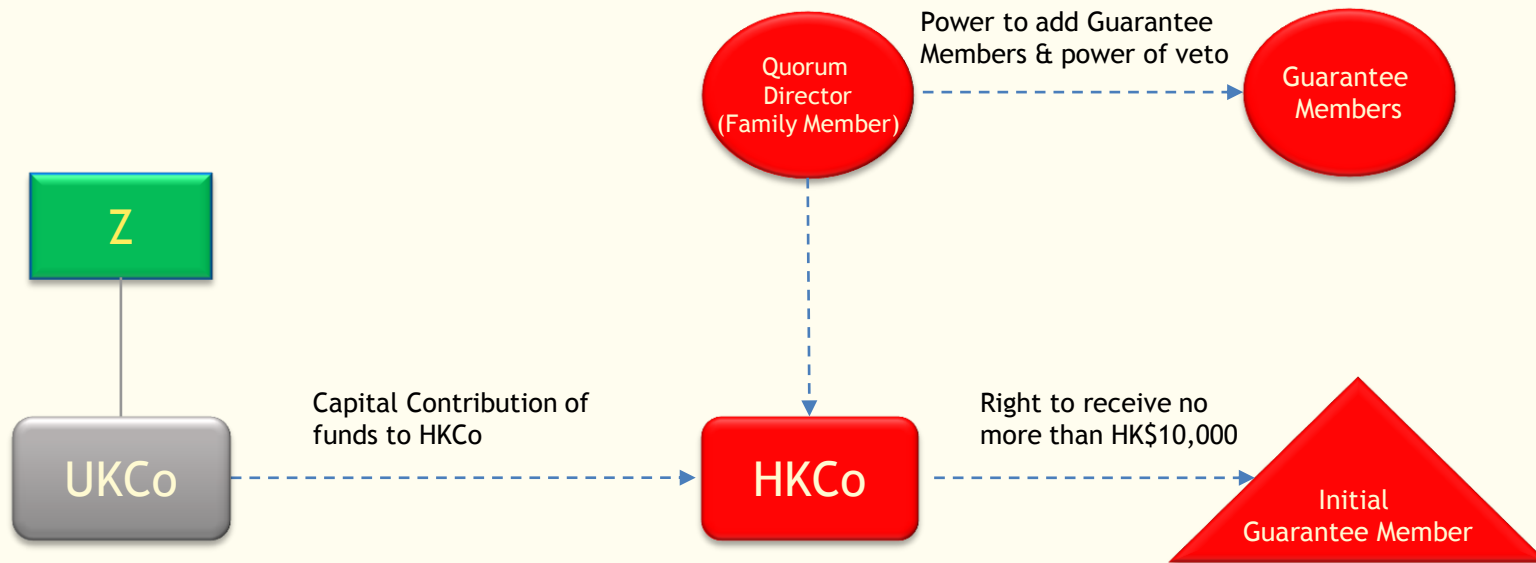 Power to add Guarantee
Members & power of veto
Quorum
Director
(Family Member)
Guarantee
Members
Z
Capital Contribution of
funds to HKCo
Right to receive no
more than HK$10,000
UKCo
HKCo
Initial
Guarantee Member